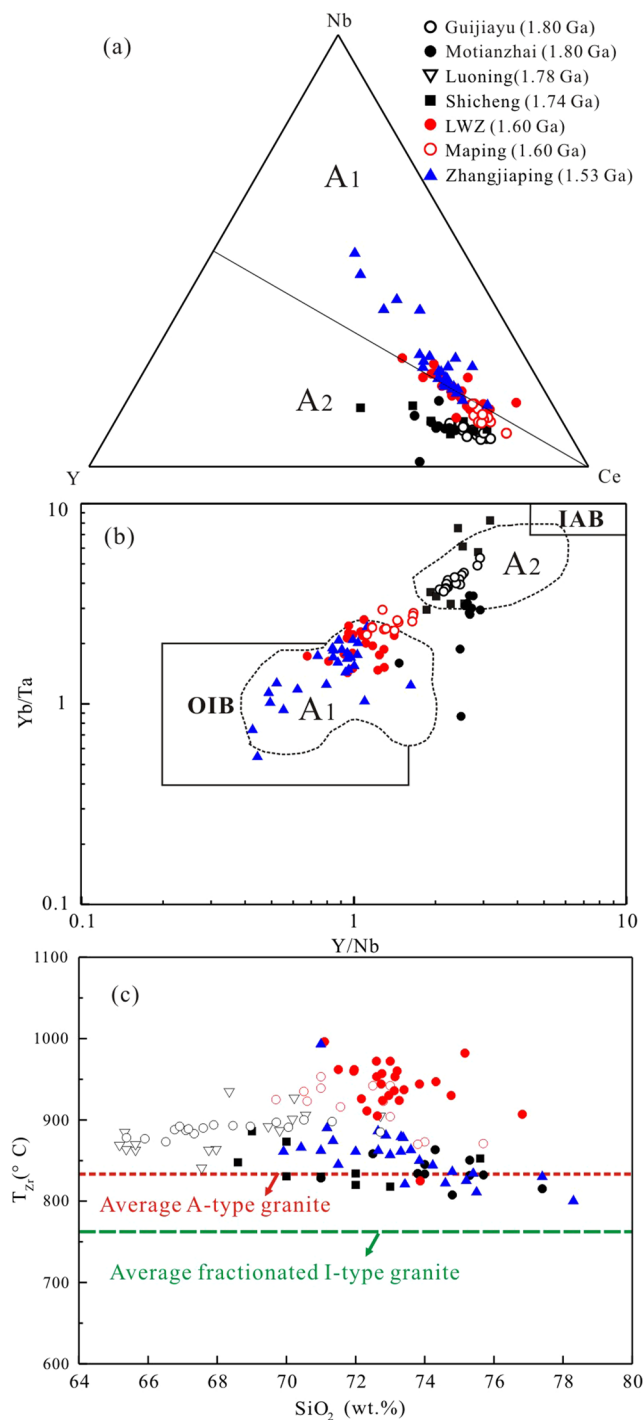 Nb
(a)
Guijiayu (1.80 Ga)
Motianzhai (1.80 Ga)
Luoning(1.78 Ga)
Shicheng (1.74 Ga)
LWZ (1.60 Ga)
Maping (1.60 Ga)
Zhangjiaping (1.53 Ga)
A1
A2
Y
Ce
10
(b)
IAB
A2
Yb/Ta
1
OIB
A1
0.1
0.1
1
10
Y/Nb
1100
(c)
1000
900
TZr(° C)
800
Average A-type granite
Average fractionated I-type granite
700
600
64
66
68
70
72
74
76
78
80
SiO2 (wt.%)